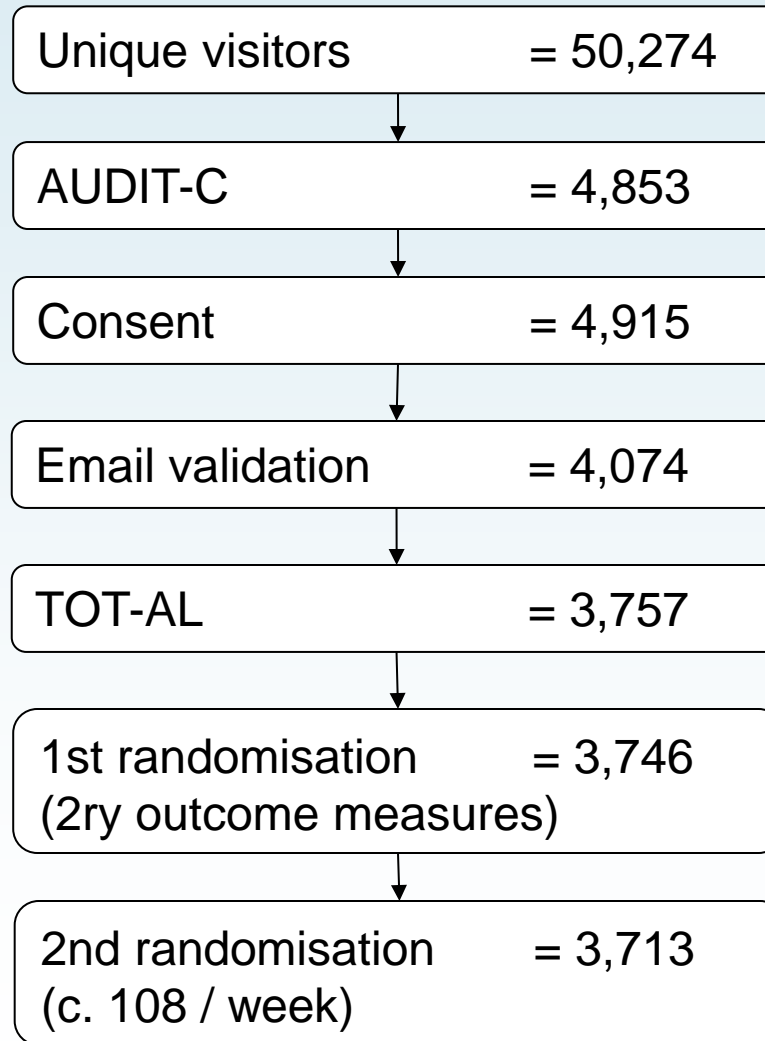 Unique visitors = 50,274
AUDIT-C = 4,853
Consent = 4,915
Email validation = 4,074
TOT-AL = 3,757
1st randomisation = 3,746
(2ry outcome measures)
2nd randomisation = 3,713
(c. 108 / week)